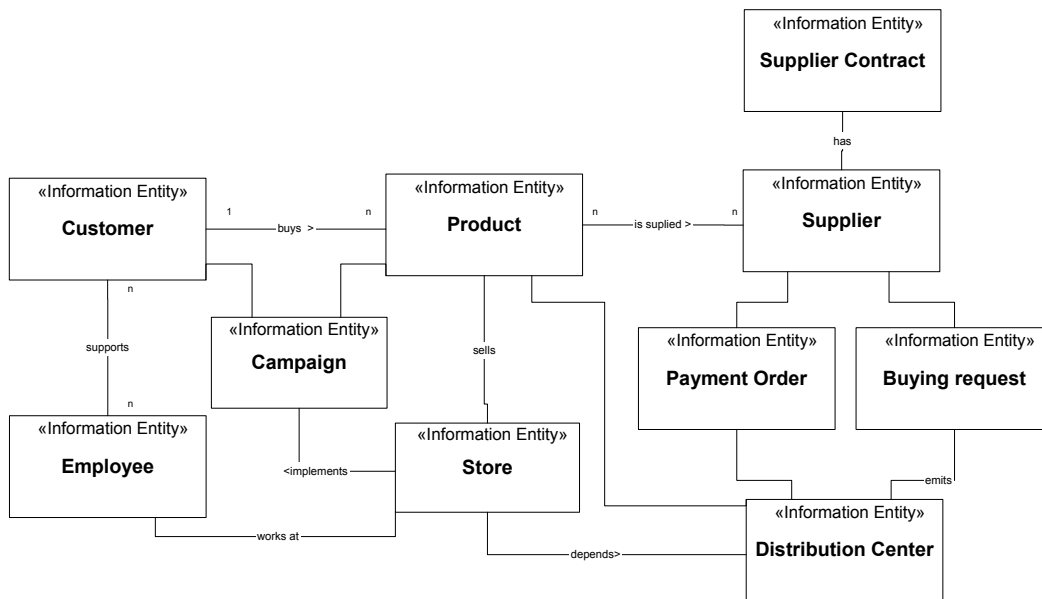 «Information Entity»
Supplier Contract
has
«Information Entity»
Customer
1
buys >
n
«Information Entity»
Product
n
is suplied >
n
«Information Entity»
Supplier
n
supports
n
«Information Entity»
Campaign
sells
«Information Entity»
Payment Order
«Information Entity»
Buying request
«Information Entity»
Employee
<implements
«Information Entity»
Store
emits
works at
depends>
«Information Entity»
Distribution Center